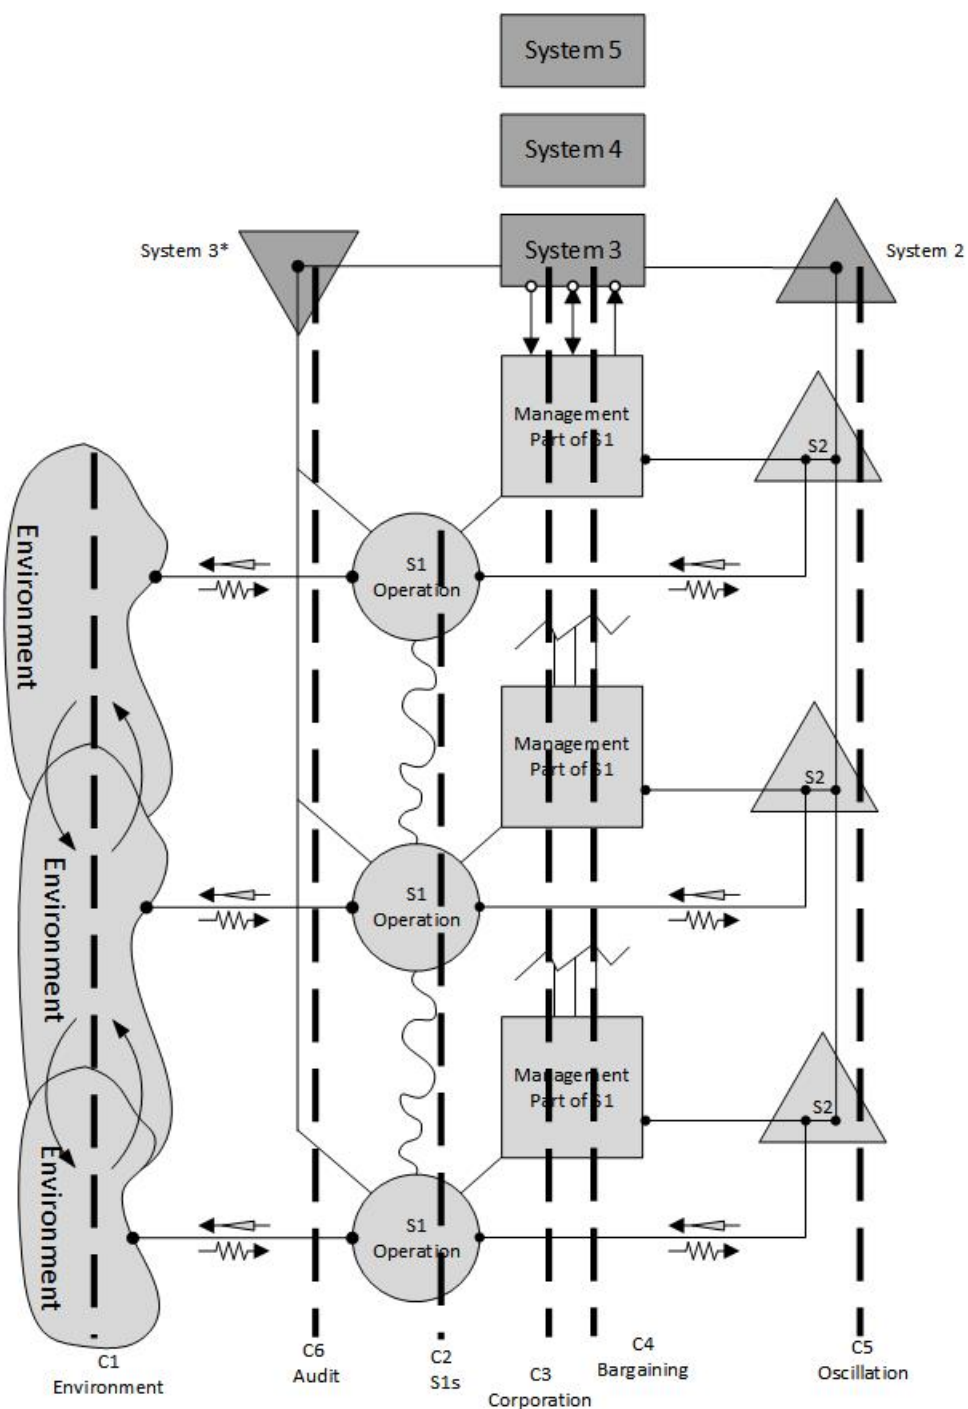 System 5
System 4
System 3*
System 3
System 2
Management
Part of S1
S2
Environment
S1
Operation
Management
Part of S1
S2
Environment
S1
Operation
Management
Part of S1
S2
Environment
S1
Operation
C1
Environment
C6
Audit
C2
S1s
C3
Corporation
C4
Bargaining
C5
Oscillation